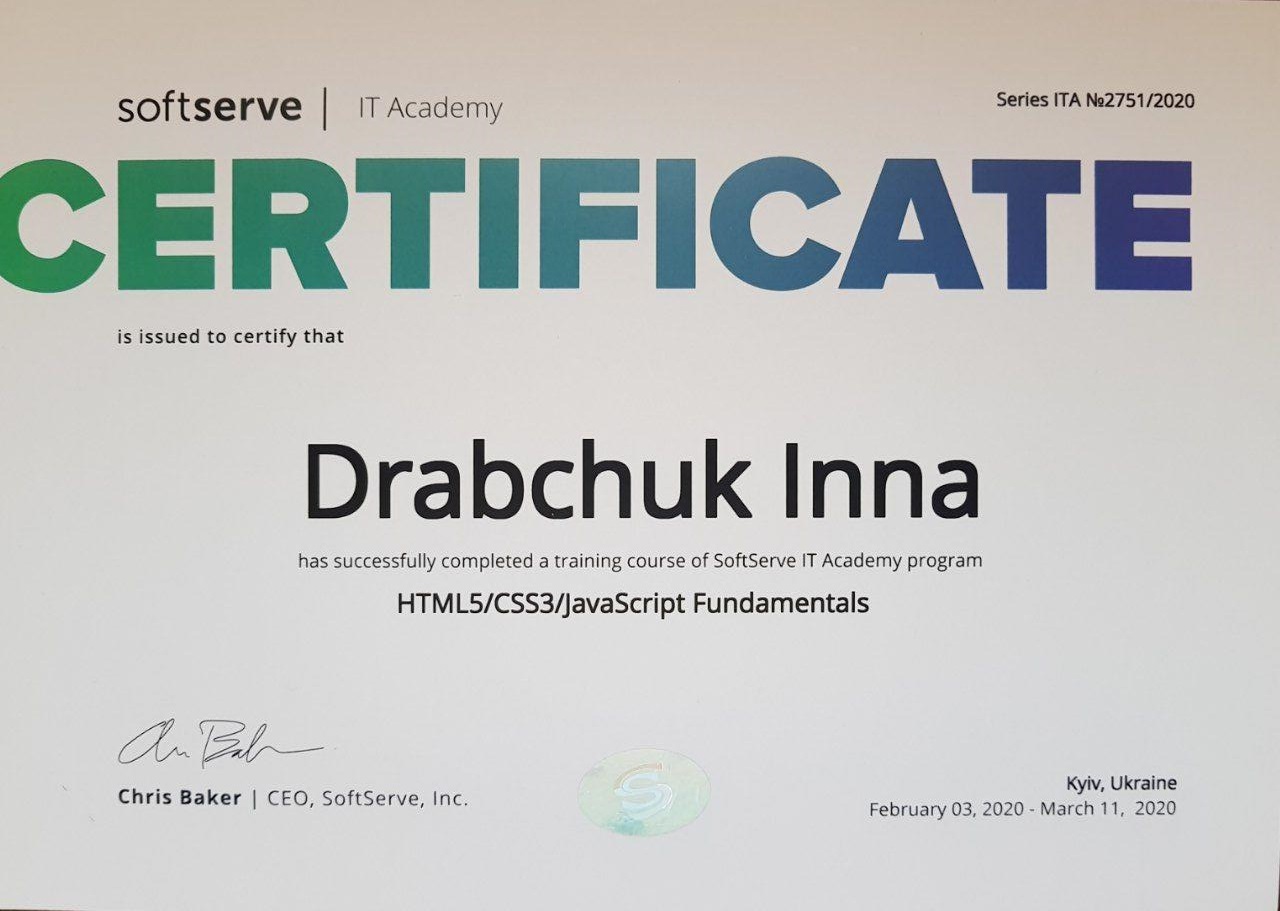 softserve | IT Academy
Series ITA №2751/2020
CERTIFICATE
is issued to certify that
Drabchuk Inna
has successfully completed a training course of SoftServe IT Academy program
HTML5/CSS3/JavaScript Fundamentals
Chris Baker | CEO, SoftServe, Inc.
Kyiv, Ukraine
February 03, 2020 - March 11, 2020